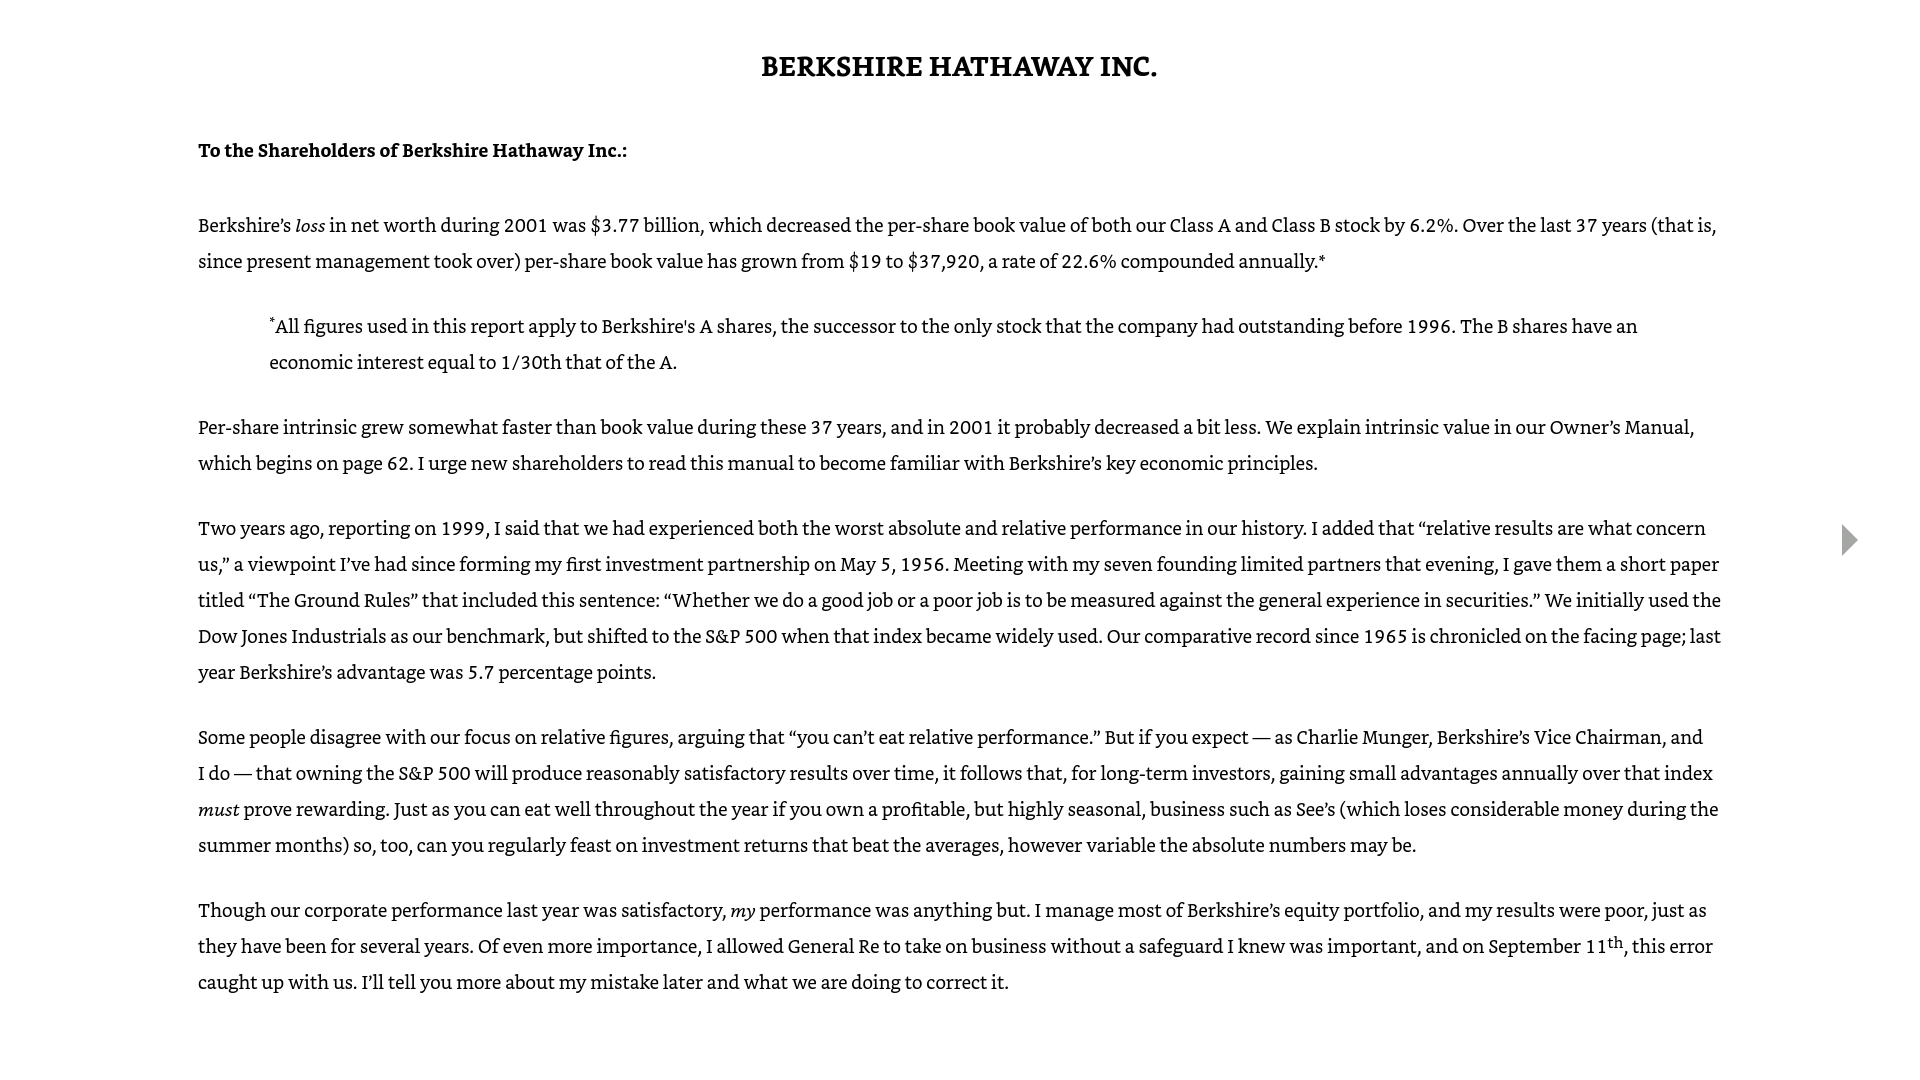 BERKSHIRE HATHAWAY INC.
To the Shareholders of Berkshire Hathaway Inc.:
Berkshire’s loss in net worth during 2001 was $3.77 billion, which decreased the per-share book value of both our Class A and Class B stock by 6.2%. Over the last 37 years (that is,
since present management took over) per-share book value has grown from $19 to $37,920, a rate of 22.6% compounded annually.*
*All figures used in this report apply to Berkshire's A shares, the successor to the only stock that the company had outstanding before 1996. The B shares have an
economic interest equal to 1/30th that of the A.
Per-share intrinsic grew somewhat faster than book value during these 37 years, and in 2001 it probably decreased a bit less. We explain intrinsic value in our Owner’s Manual,
which begins on page 62. I urge new shareholders to read this manual to become familiar with Berkshire’s key economic principles.
Two years ago, reporting on 1999, I said that we had experienced both the worst absolute and relative performance in our history. I added that “relative results are what concern
us,” a viewpoint I’ve had since forming my first investment partnership on May 5, 1956. Meeting with my seven founding limited partners that evening, I gave them a short paper
titled “The Ground Rules” that included this sentence: “Whether we do a good job or a poor job is to be measured against the general experience in securities.” We initially used the
Dow Jones Industrials as our benchmark, but shifted to the S&P 500 when that index became widely used. Our comparative record since 1965 is chronicled on the facing page; last
year Berkshire’s advantage was 5.7 percentage points.
Some people disagree with our focus on relative figures, arguing that “you can’t eat relative performance.” But if you expect — as Charlie Munger, Berkshire’s Vice Chairman, and
I do — that owning the S&P 500 will produce reasonably satisfactory results over time, it follows that, for long-term investors, gaining small advantages annually over that index
must prove rewarding. Just as you can eat well throughout the year if you own a profitable, but highly seasonal, business such as See’s (which loses considerable money during the
summer months) so, too, can you regularly feast on investment returns that beat the averages, however variable the absolute numbers may be.
Though our corporate performance last year was satisfactory, my performance was anything but. I manage most of Berkshire’s equity portfolio, and my results were poor, just as
they have been for several years. Of even more importance, I allowed General Re to take on business without a safeguard I knew was important, and on September 11th, this error
caught up with us. I’ll tell you more about my mistake later and what we are doing to correct it.